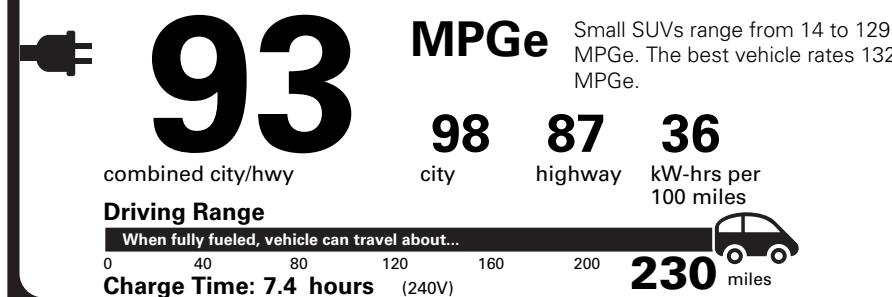 93
MPGe
Small SUVs range from 14 to 129
MPGe. The best vehicle rates 132
MPGe.
98
87
36
combined city/hwy
city
highway
kW-hrs per
100 miles
Driving Range
When fully fueled, vehicle can travel about...
0 40 80 120 160 200 230 miles
Charge Time: 7.4 hours (240V)